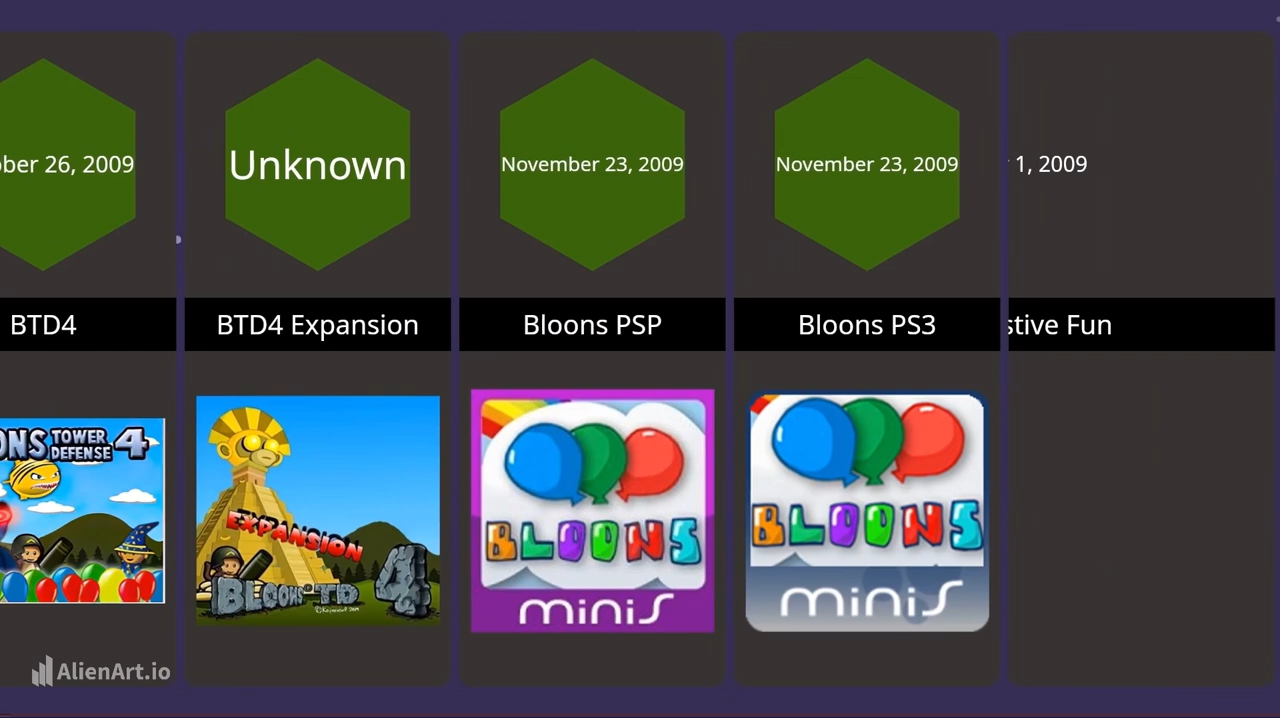 ber 26, 2009
Unknown
November 23, 2009
November 23, 2009
1, 2009
BTD4
BTD4 Expansion
Bloons PSP
Bloons PS3
stive Fun
ONS TOWER DEFENSE 4
EXPANSION
BLOONS TD 4
BLOONS
minis
BLOONS
minis
AlienArt.io